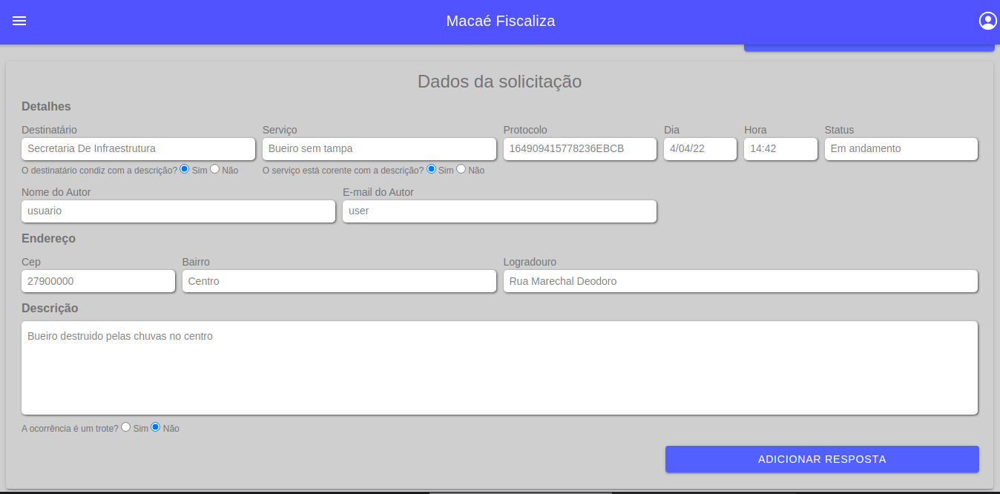 Macaé Fiscaliza
Dados da solicitação
Detalhes
Destinatário Serviço Protocolo Dia Hora Status
Secretaria De Infraestrutura Bueiro sem tampa 164909415778236EBCB 4/04/22 14:42 Em andamento
O destinatário condiz com a descrição? Sim Não O serviço está corente com a descrição? Sim Não
Nome do Autor E-mail do Autor
usuario user
Endereço
Cep Bairro Logradouro
27900000 Centro Rua Marechal Deodoro
Descrição
Bueiro destruido pelas chuvas no centro
A ocorrência é um trote? Sim Não
ADICIONAR RESPOSTA